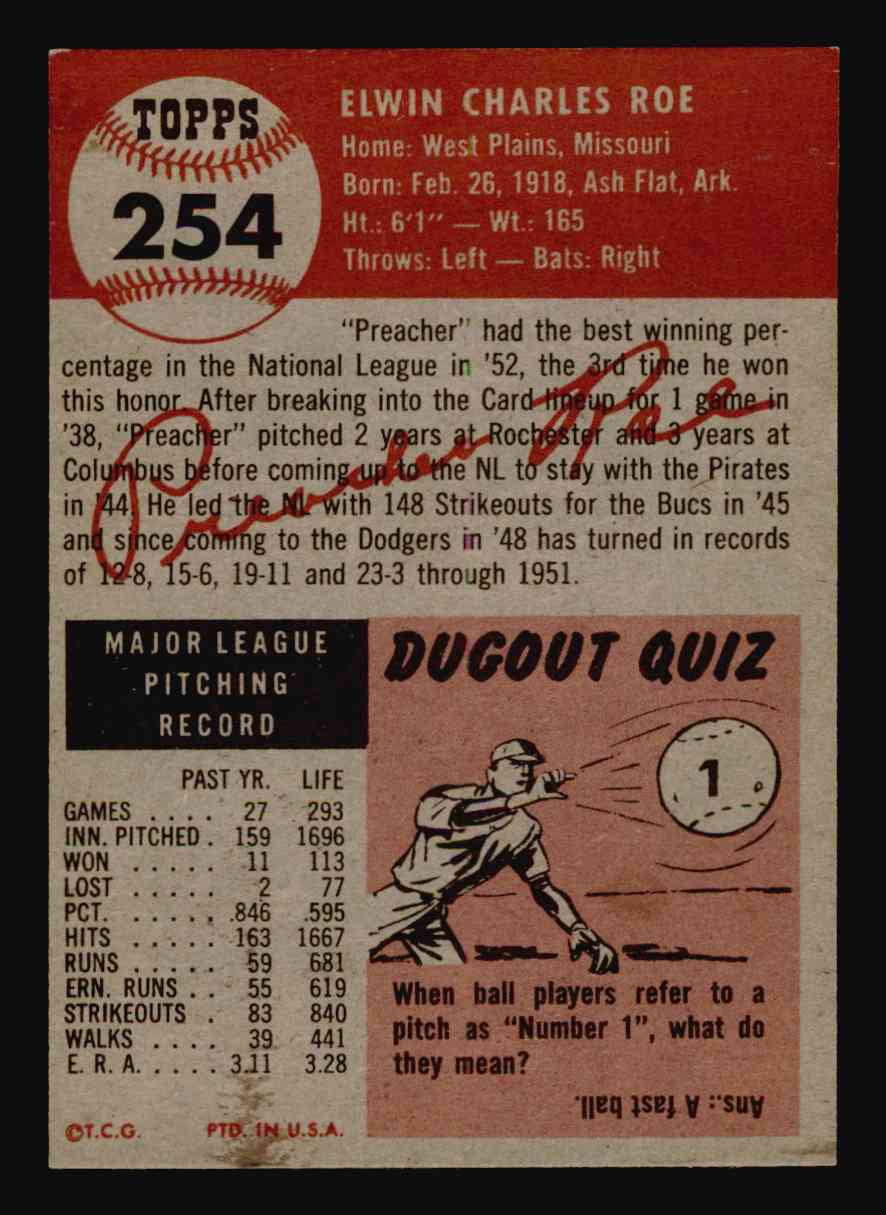 TOPPS
254
ELWIN CHARLES ROE
Home: West Plains, Missouri
Born: Feb. 26, 1918, Ash Flat, Ark.
Ht.: 6'1" — Wt.: 165
Throws: Left — Bats: Right
"Preacher" had the best winning per-
centage in the National League in '52, the 3rd time he won
this honor. After breaking into the Card lineup for 1 game in
'38, "Preacher" pitched 2 years at Rochester and 3 years at
Columbus before coming up to the NL to stay with the Pirates
in '44. He led the NL with 148 Strikeouts for the Bucs in '45
and since coming to the Dodgers in '48 has turned in records
of 12-8, 15-6, 19-11 and 23-3 through 1951.
Preacher Roe
MAJOR LEAGUE
PITCHING
RECORD
PAST YR. LIFE
GAMES . . . . 27 293
INN. PITCHED . 159 1696
WON . . . . . 11 113
LOST . . . . . 2 77
PCT. . . . . . .846 .595
HITS . . . . . 163 1667
RUNS . . . . . 59 681
ERN. RUNS . . 55 619
STRIKEOUTS . 83 840
WALKS . . . . 39 441
E. R. A. . . . . 3.11 3.28
©T.C.G. PTD. IN U.S.A.
DUGOUT QUIZ
1
When ball players refer to a
pitch as "Number 1", what do
they mean?
Ans.: A fast ball.